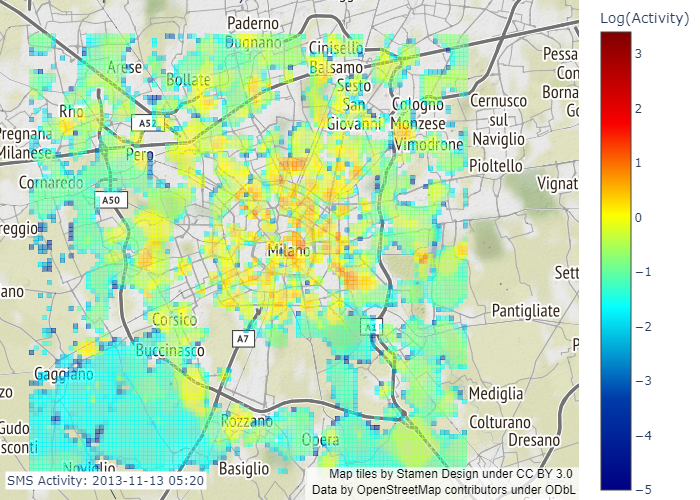 Log(Activity)
3
2
1
0
−1
−2
−3
−4
−5
Paderno
Dugnano
Cinisello
Balsamo
Arese
Bollate
Sesto
San
Giovanni
Cologno
Monzese
Cernusco
sul
Naviglio
Pessa
Con
Borna
Go
Rho
A52
Pregnana
Milanese
Pero
Vimodrone
Pioltello
Cornaredo
Vignat
A50
reggio
Milano
Sett
ano
Pantigliate
Corsico
A1
A7
Buccinasco
P
Gaggiano
zo
Mediglia
Rozzano
Colturano
Gudo
sconti
Opera
Dresano
Noviglio
Basiglio
SMS Activity: 2013-11-13 05:20
Map tiles by Stamen Design under CC BY 3.0
Data by OpenStreetMap contributors under ODbL